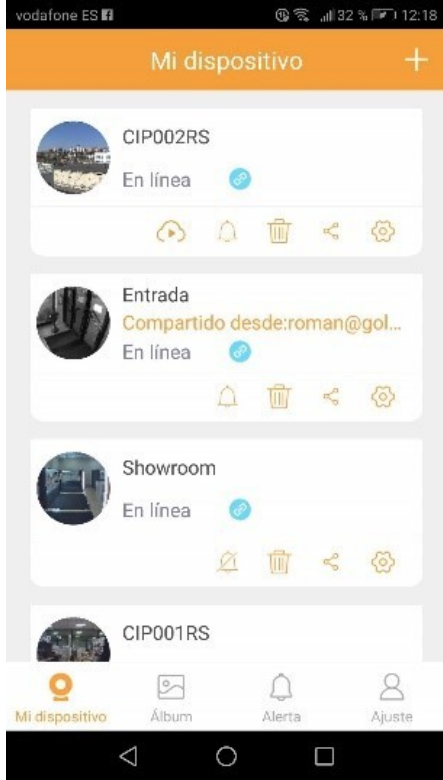 vodafone ES 32 % 12:18
Mi dispositivo +
CIP002RS
En línea
Entrada
Compartido desde:roman@gol...
En línea
Showroom
En línea
CIP001RS
Mi dispositivo Álbum Alerta Ajuste